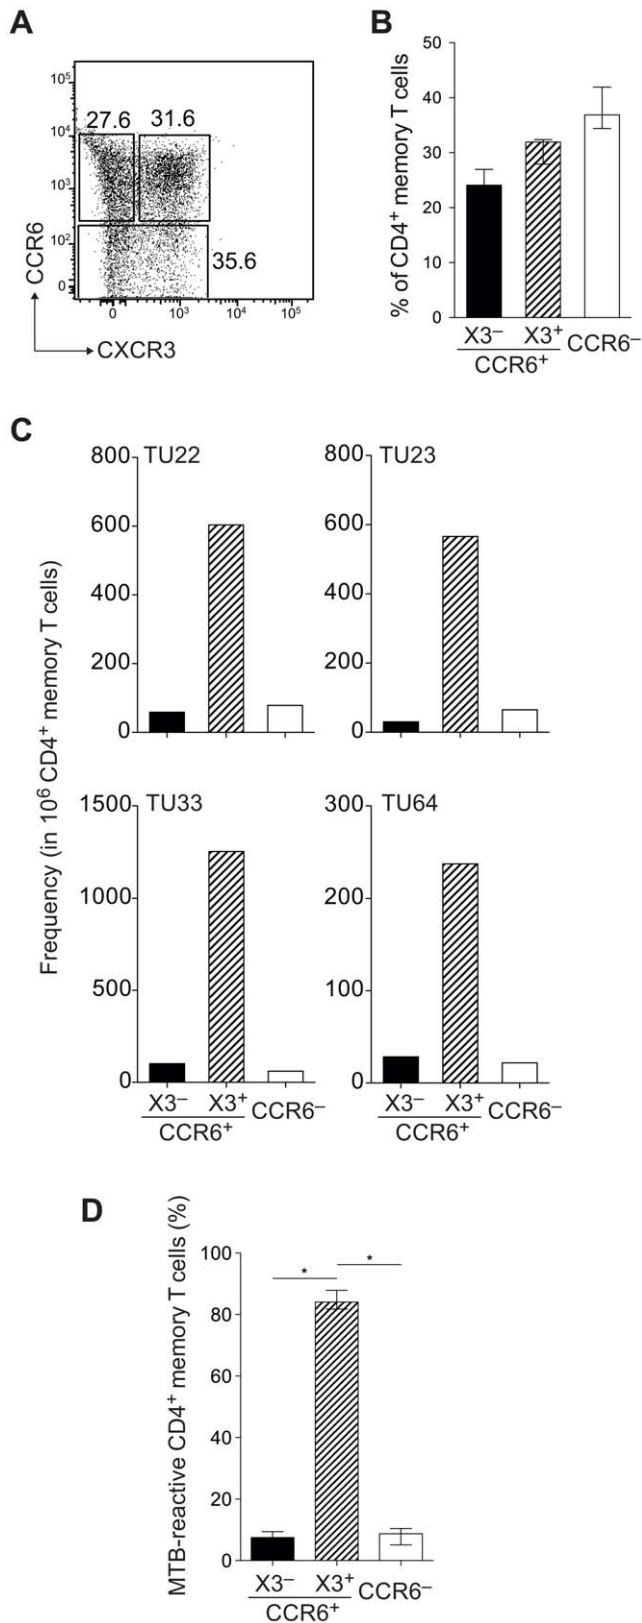 A
10⁵
10⁴
10³
10²
0
27.6
31.6
35.6
0
10³
10⁴
10⁵
CCR6
CXCR3
B
% of CD4⁺ memory T cells
50
40
30
20
10
0
X3⁻ X3⁺ CCR6⁻
CCR6⁺
C
Frequency (in 10⁶ CD4⁺ memory T cells)
TU22
800
600
400
200
0
TU23
800
600
400
200
0
TU33
1500
1000
500
0
X3⁻ X3⁺ CCR6⁻
CCR6⁺
TU64
300
200
100
0
X3⁻ X3⁺ CCR6⁻
CCR6⁺
D
MTB-reactive CD4⁺ memory T cells (%)
100
80
60
40
20
0
* *
X3⁻ X3⁺ CCR6⁻
CCR6⁺